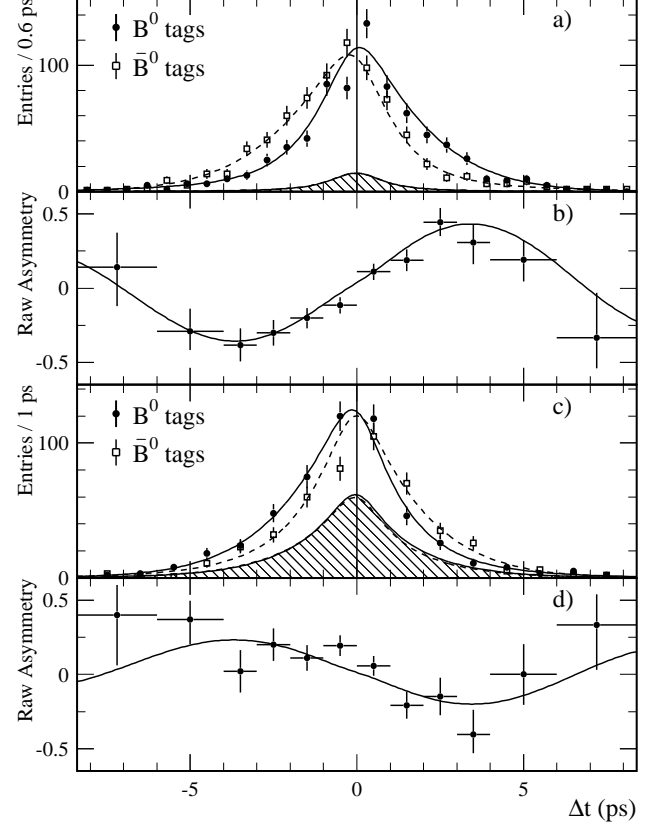 Entries / 0.6 ps
a)
B⁰ tags
B̄⁰ tags
100
0
Raw Asymmetry
b)
0.5
0
-0.5
Entries / 1 ps
c)
B⁰ tags
B̄⁰ tags
100
0
Raw Asymmetry
d)
0.5
0
-0.5
-5 0 5
Δt (ps)